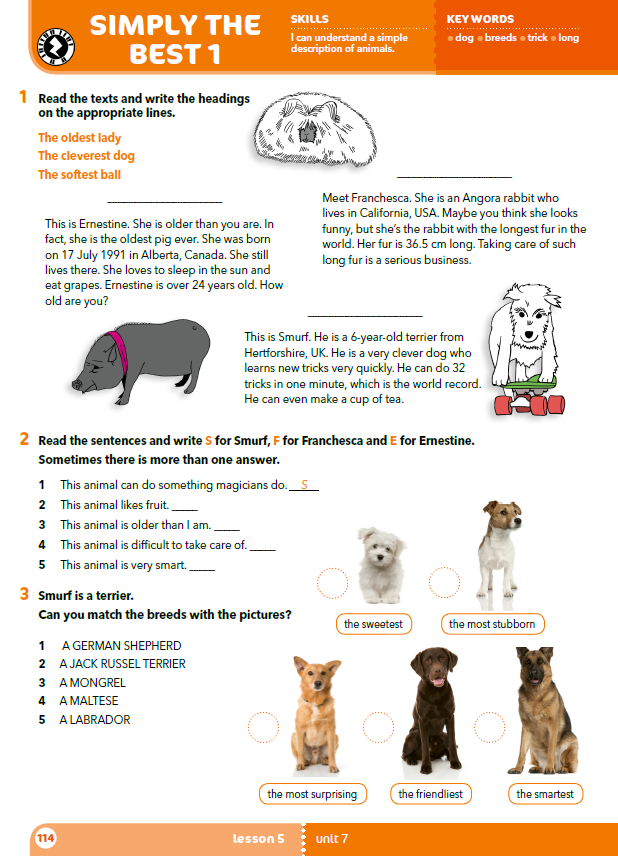 SIMPLY THE
BEST 1
SKILLS
I can understand a simple
description of animals.
KEY WORDS
dog breeds trick long
1 Read the texts and write the headings
on the appropriate lines.
The oldest lady
The cleverest dog
The softest ball
This is Ernestine. She is older than you are. In
fact, she is the oldest pig ever. She was born
on 17 July 1991 in Alberta, Canada. She still
lives there. She loves to sleep in the sun and
eat grapes. Ernestine is over 24 years old. How
old are you?
Meet Franchesca. She is an Angora rabbit who
lives in California, USA. Maybe you think she looks
funny, but she's the rabbit with the longest fur in the
world. Her fur is 36.5 cm long. Taking care of such
long fur is a serious business.
This is Smurf. He is a 6-year-old terrier from
Hertforshire, UK. He is a very clever dog who
learns new tricks very quickly. He can do 32
tricks in one minute, which is the world record.
He can even make a cup of tea.
2 Read the sentences and write S for Smurf, F for Franchesca and E for Ernestine.
Sometimes there is more than one answer.
1 This animal can do something magicians do. S
2 This animal likes fruit.
3 This animal is older than I am.
4 This animal is difficult to take care of.
5 This animal is very smart.
3 Smurf is a terrier.
Can you match the breeds with the pictures?
1 A GERMAN SHEPHERD
2 A JACK RUSSEL TERRIER
3 A MONGREL
4 A MALTESE
5 A LABRADOR
the sweetest
the most stubborn
the most surprising
the friendliest
the smartest
114
lesson 5
unit 7